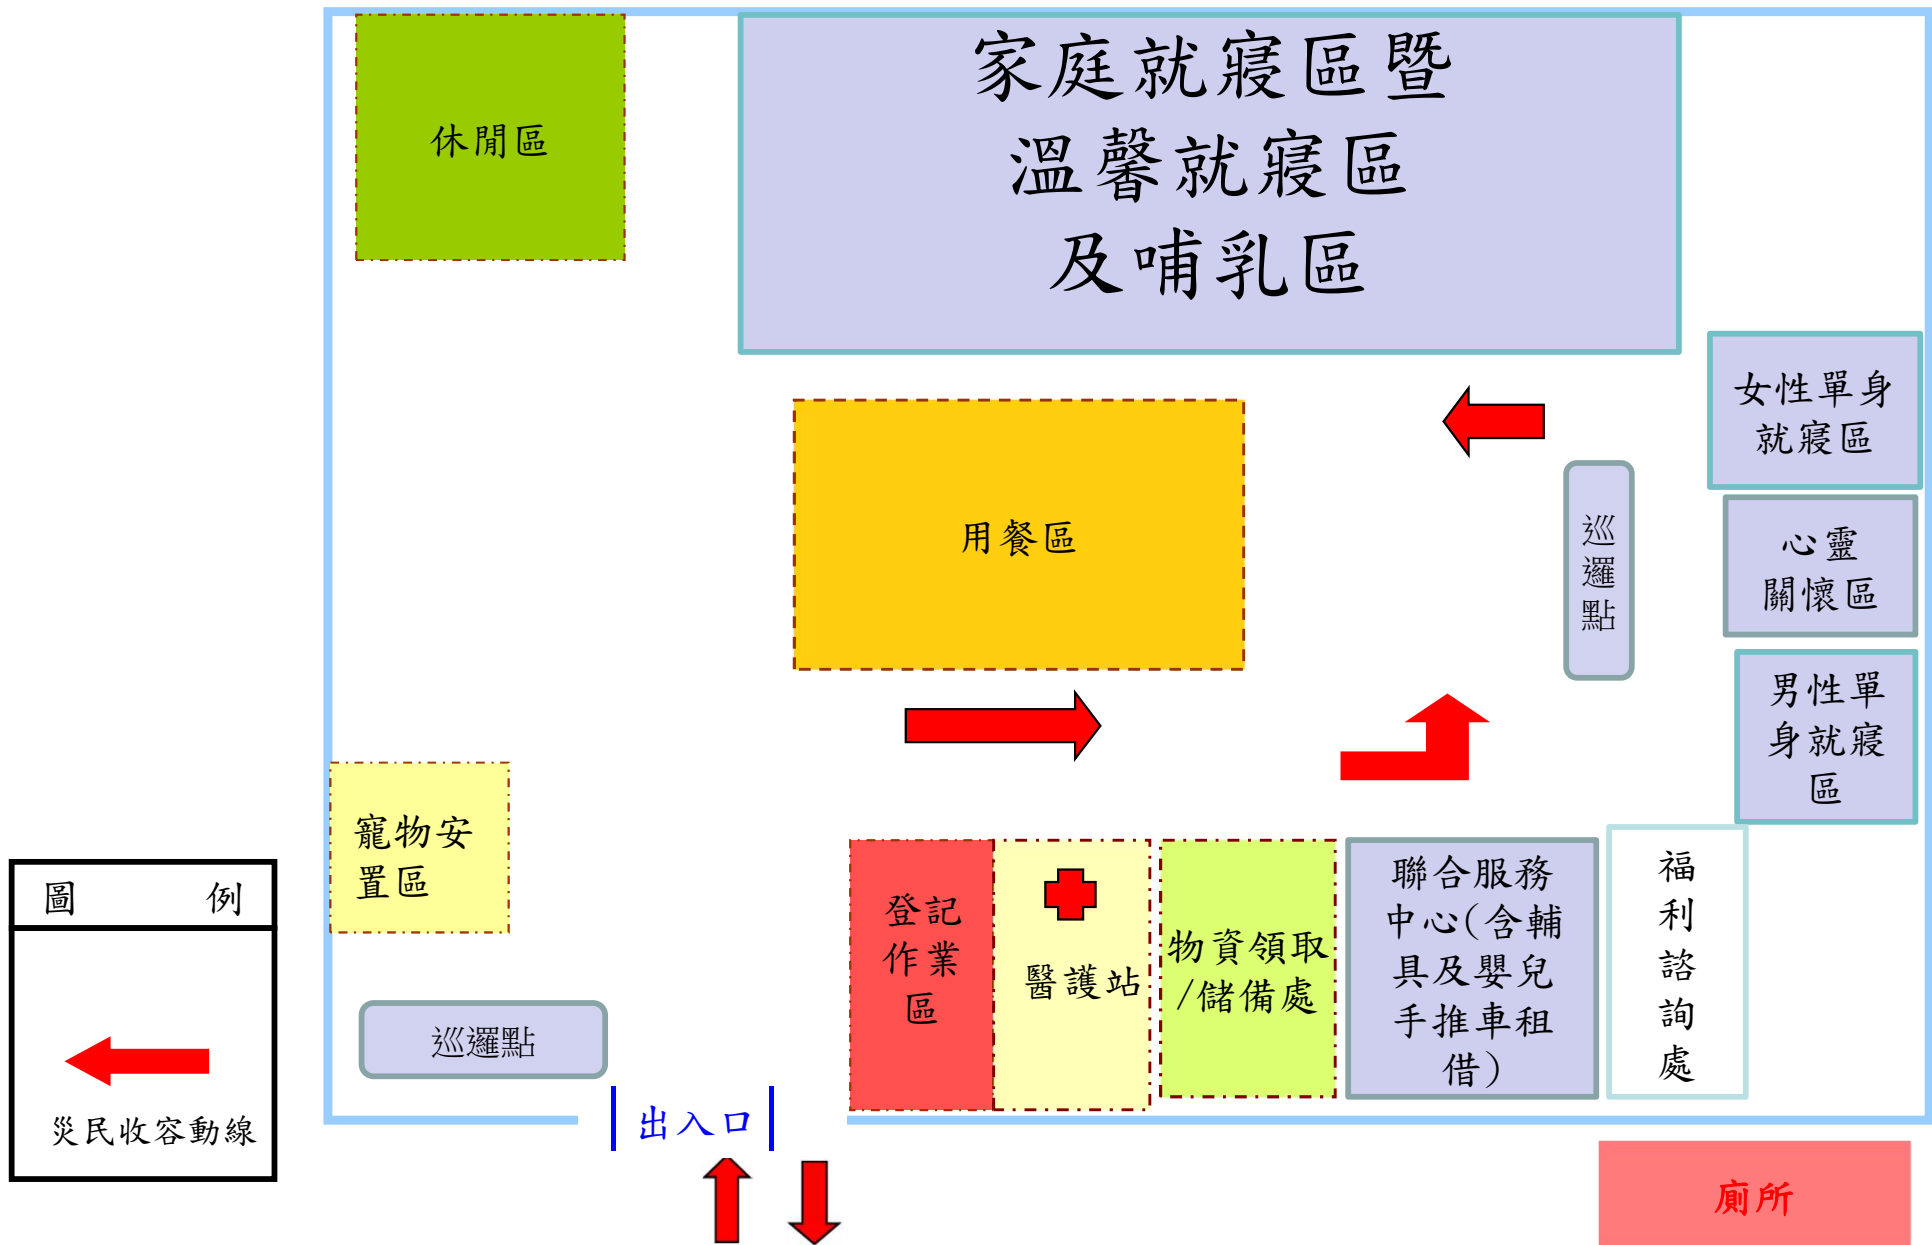 家庭就寢區暨
溫馨就寢區
及哺乳區
休閒區
女性單身
就寢區
用餐區
巡邏點
心靈
關懷區
男性單
身就寢
區
寵物安
置區
登記
作業
區
醫護站
物資領取
/儲備處
聯合服務
中心(含輔
具及嬰兒
手推車租
借)
福利諮詢處
圖 例
災民收容動線
巡邏點
出入口
廁所